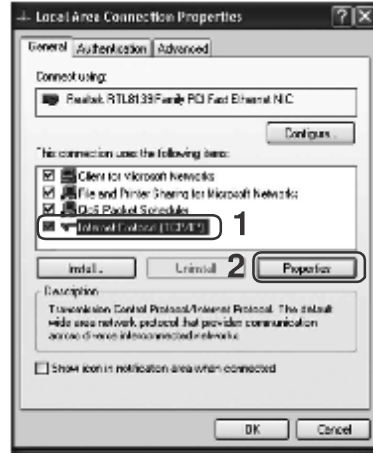 Local Area Connection Properties
General Authentication Advanced
Connect using:
Realtek RTL8139 Family PCI Fast Ethernet NIC
Configure...
This connection uses the following items:
Client for Microsoft Networks
File and Printer Sharing for Microsoft Networks
QoS Packet Scheduler
Internet Protocol (TCP/IP) 1
Install... Uninstall 2 Properties
Description
Transmission Control Protocol/Internet Protocol. The default
wide area network protocol that provides communication
across diverse interconnected networks.
Show icon in notification area when connected
OK Cancel